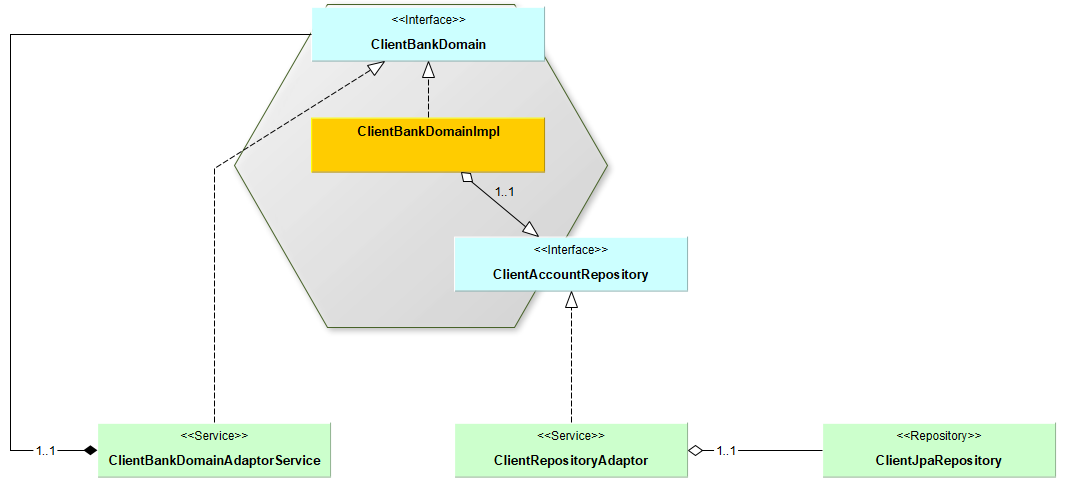 <<Interface>>
ClientBankDomain
ClientBankDomainImpl
1..1
<<Interface>>
ClientAccountRepository
<<Service>>
ClientBankDomainAdaptorService
1..1
<<Service>>
ClientRepositoryAdaptor
1..1
<<Repository>>
ClientJpaRepository